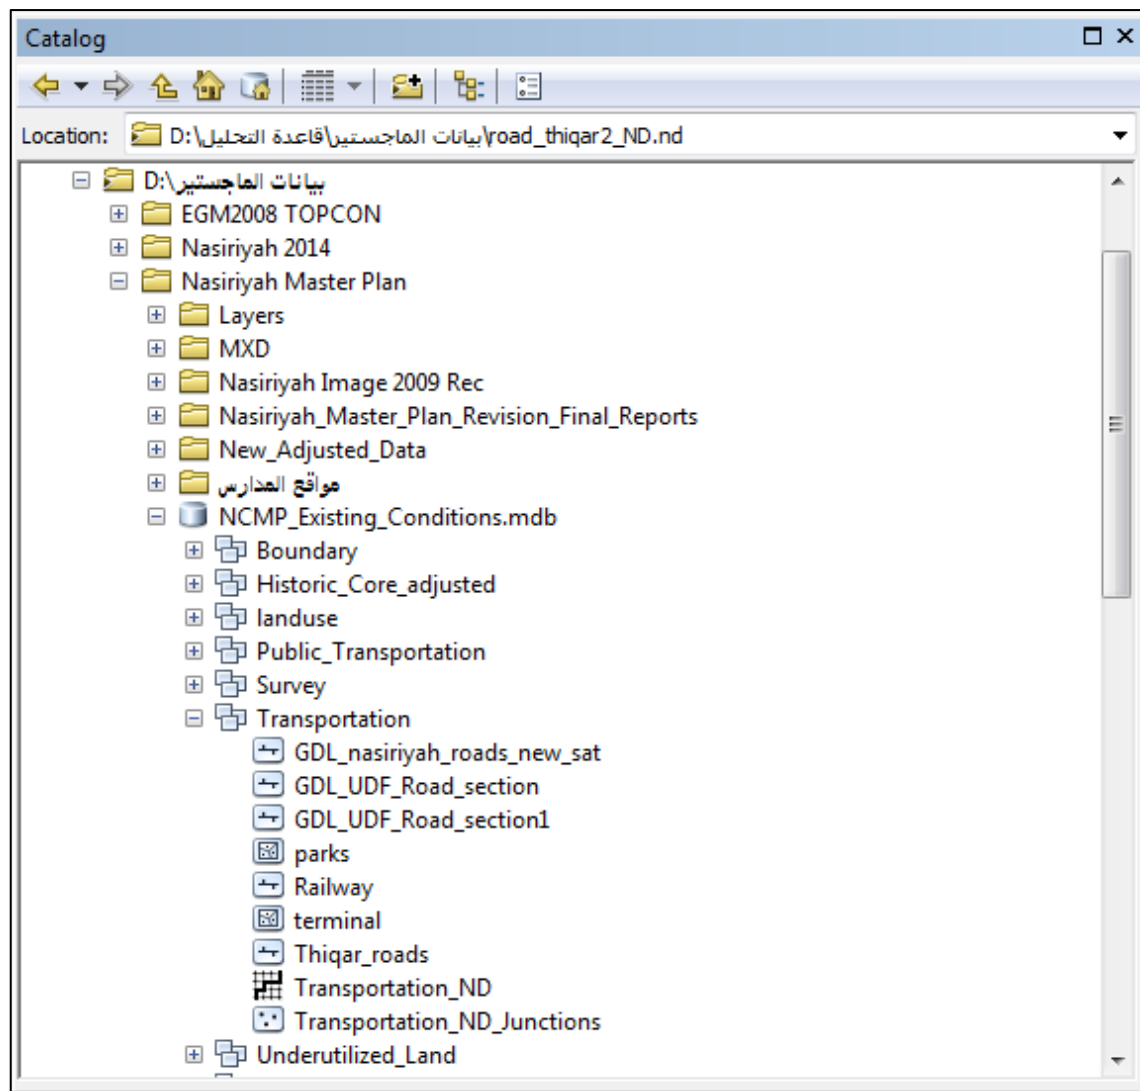 Catalog
Location: D:\بيانات الماجستير\قاعدة التحليل\road_thiqar2_ND.nd
D:\بيانات الماجستير
EGM2008 TOPCON
Nasiriyah 2014
Nasiriyah Master Plan
Layers
MXD
Nasiriyah Image 2009 Rec
Nasiriyah_Master_Plan_Revision_Final_Reports
New_Adjusted_Data
مواقع المدارس
NCMP_Existing_Conditions.mdb
Boundary
Historic_Core_adjusted
landuse
Public_Transportation
Survey
Transportation
GDL_nasiriyah_roads_new_sat
GDL_UDF_Road_section
GDL_UDF_Road_section1
parks
Railway
terminal
Thiqar_roads
Transportation_ND
Transportation_ND_Junctions
Underutilized_Land